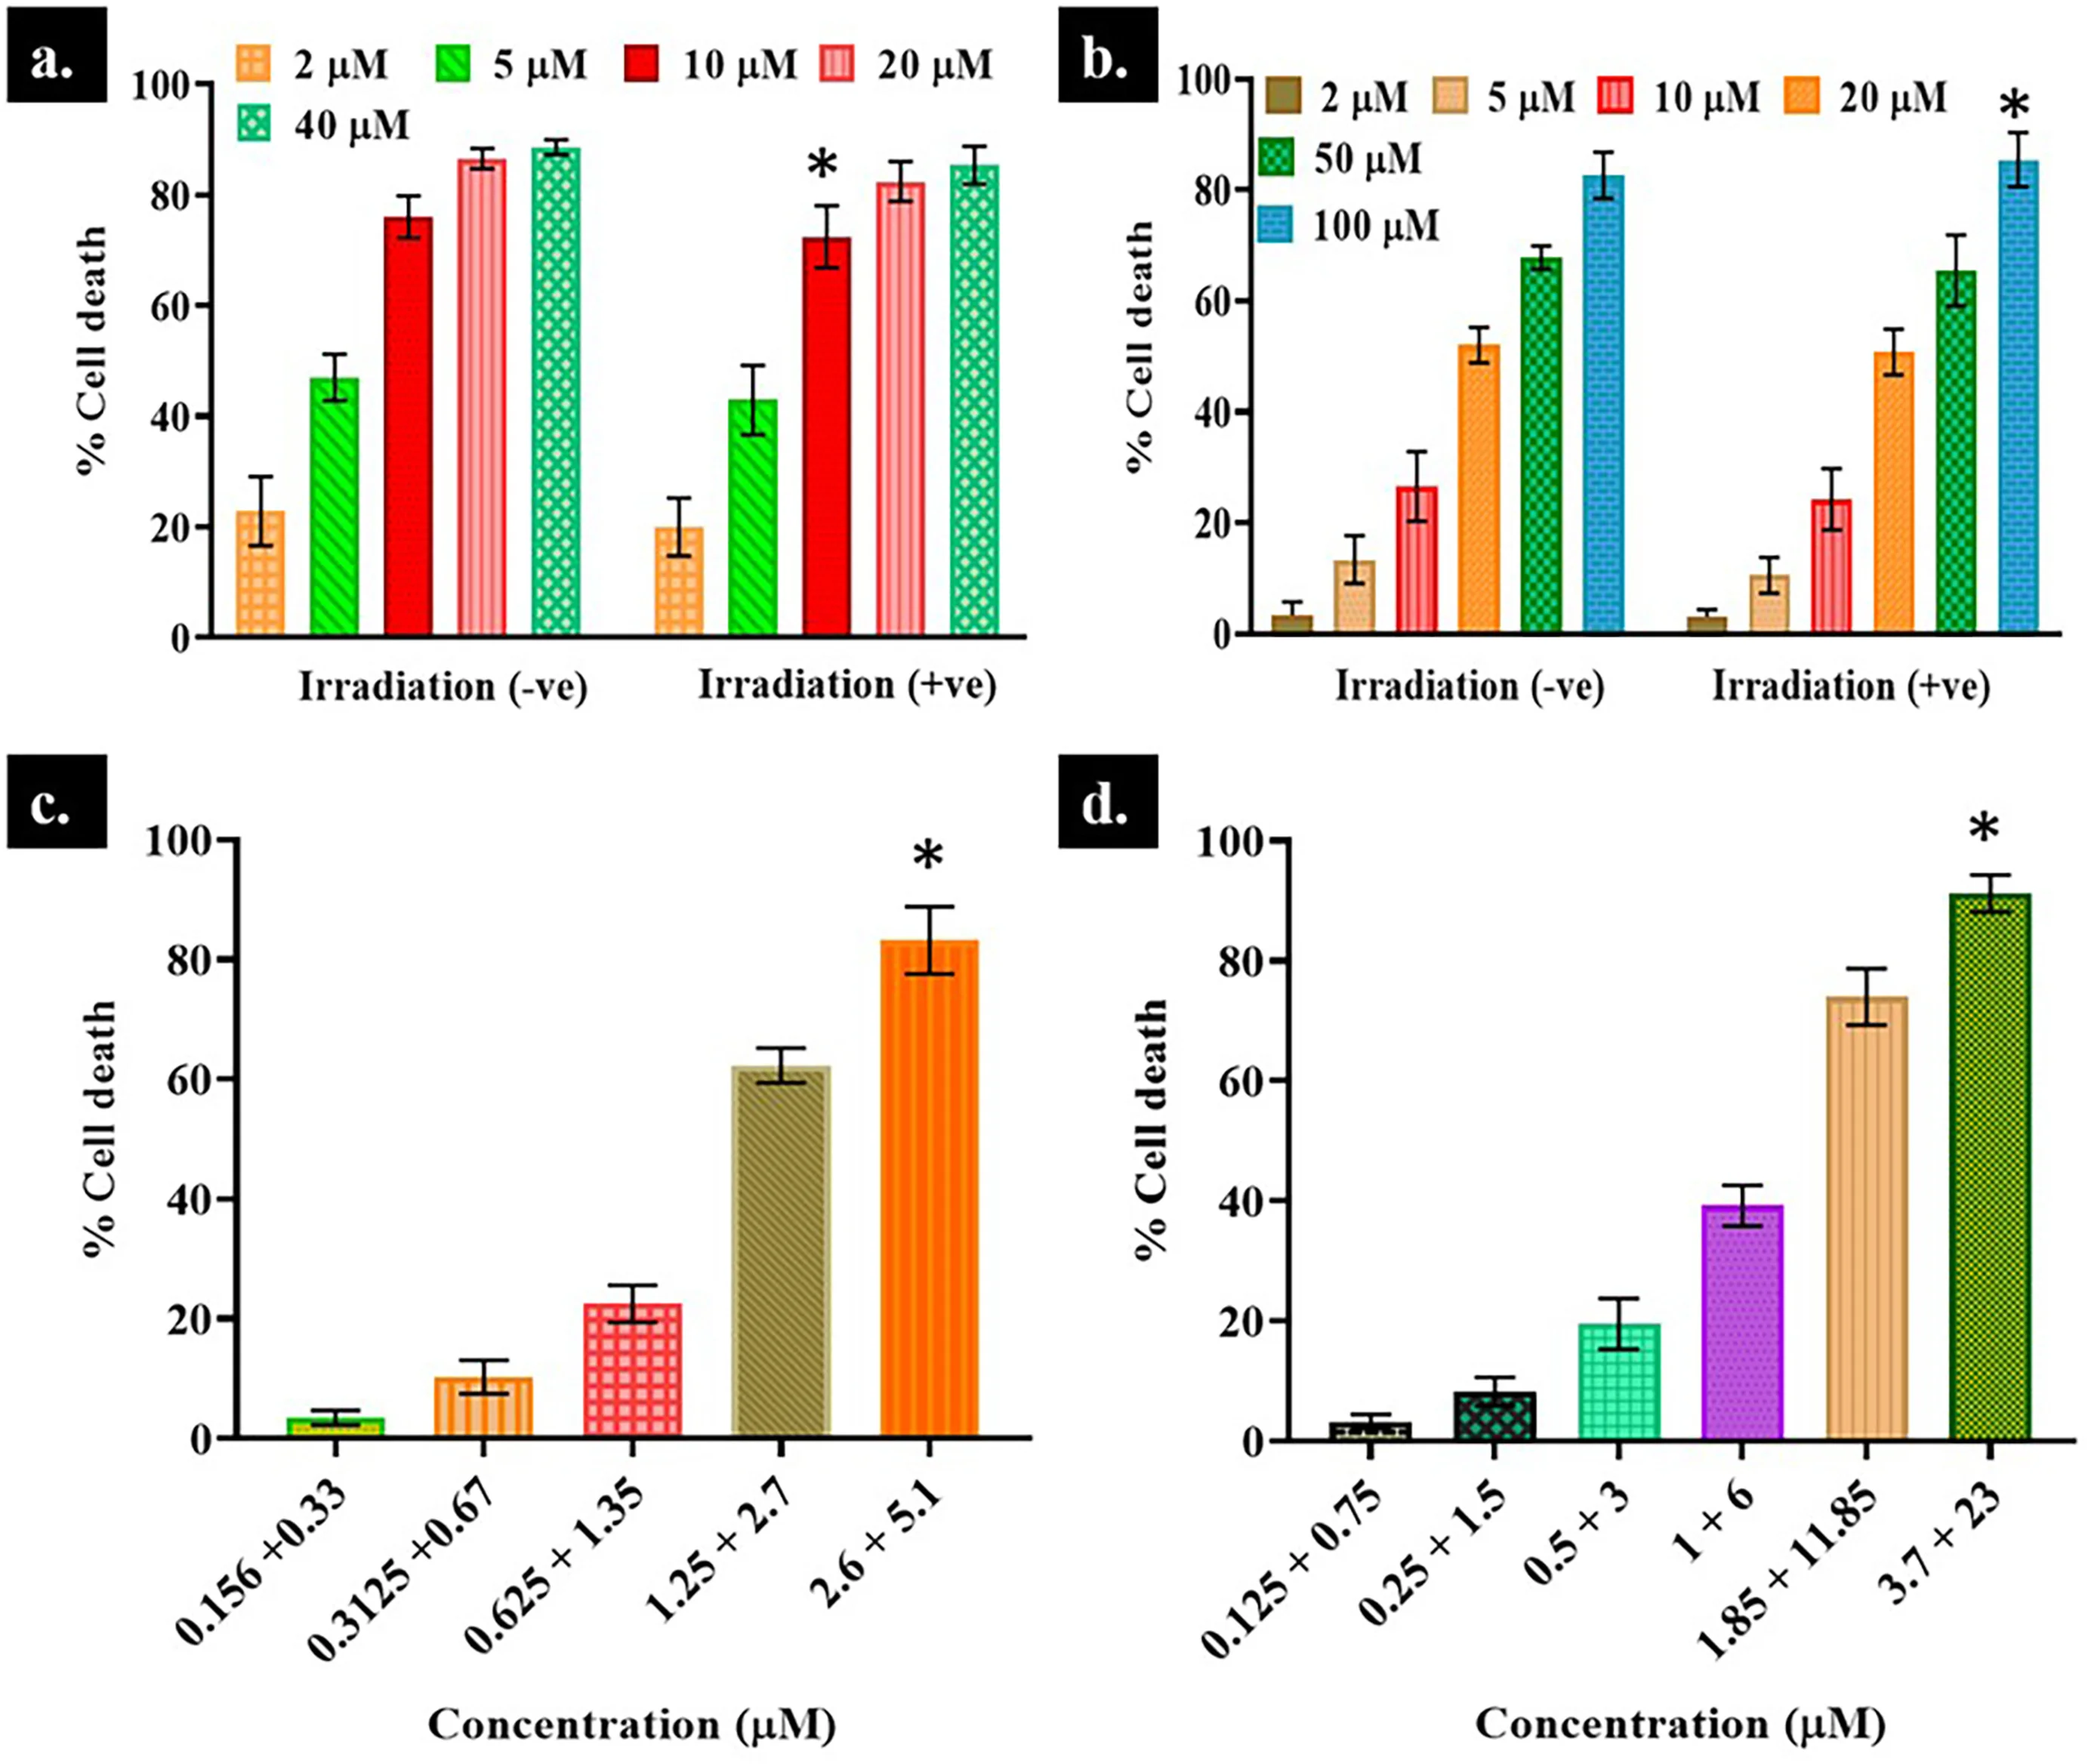 a.
2 μM 5 μM 10 μM 20 μM
40 μM
100
80
60
40
20
0
% Cell death
*
Irradiation (-ve) Irradiation (+ve)
b.
2 μM 5 μM 10 μM 20 μM
50 μM
100 μM
100
80
60
40
20
0
% Cell death
*
Irradiation (-ve) Irradiation (+ve)
c.
100
80
60
40
20
0
% Cell death
*
0.156 +0.33
0.3125 +0.67
0.625 + 1.35
1.25 + 2.7
2.6 + 5.1
Concentration (μM)
d.
100
80
60
40
20
0
% Cell death
*
0.125 + 0.75
0.25 + 1.5
0.5 + 3
1 + 6
1.85 + 11.85
3.7 + 23
Concentration (μM)